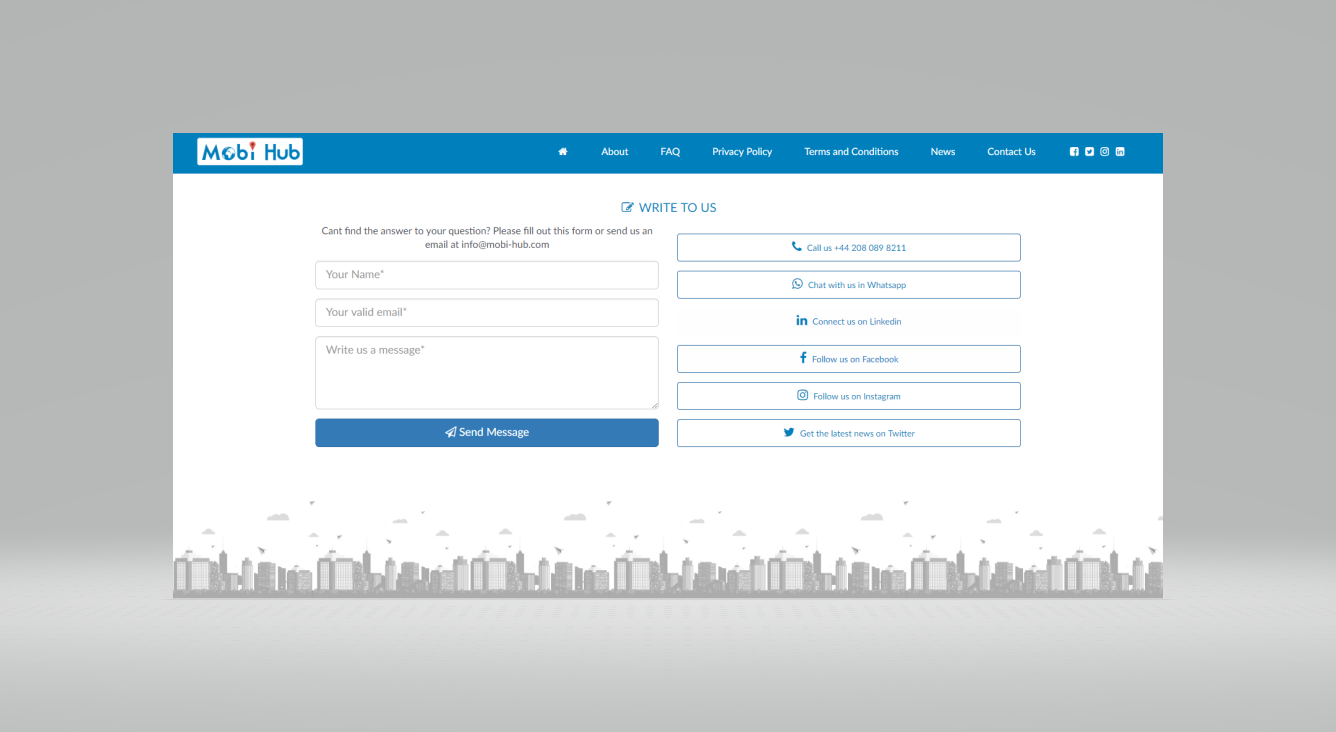 Mobi Hub
About FAQ Privacy Policy Terms and Conditions News Contact Us
WRITE TO US
Cant find the answer to your question? Please fill out this form or send us an
email at info@mobi-hub.com
Your Name*
Your valid email*
Write us a message*
Send Message
Call us +44 208 089 8211
Chat with us in Whatsapp
in Connect us on Linkedin
Follow us on Facebook
Follow us on Instagram
Get the latest news on Twitter